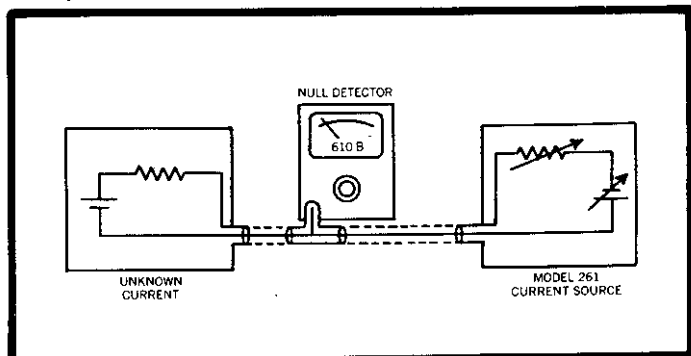 NULL DETECTOR
610 B
UNKNOWN
CURRENT
MODEL 261
CURRENT SOURCE